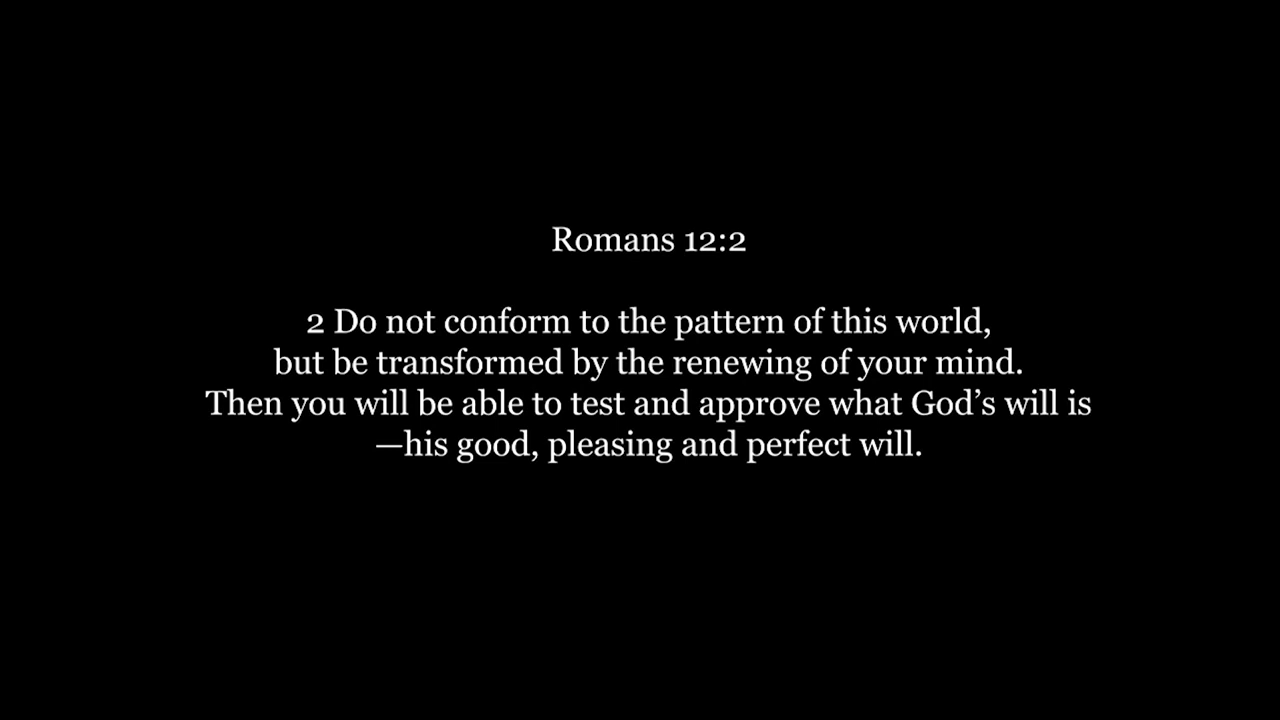 Romans 12:2
2 Do not conform to the pattern of this world,
but be transformed by the renewing of your mind.
Then you will be able to test and approve what God’s will is
—his good, pleasing and perfect will.